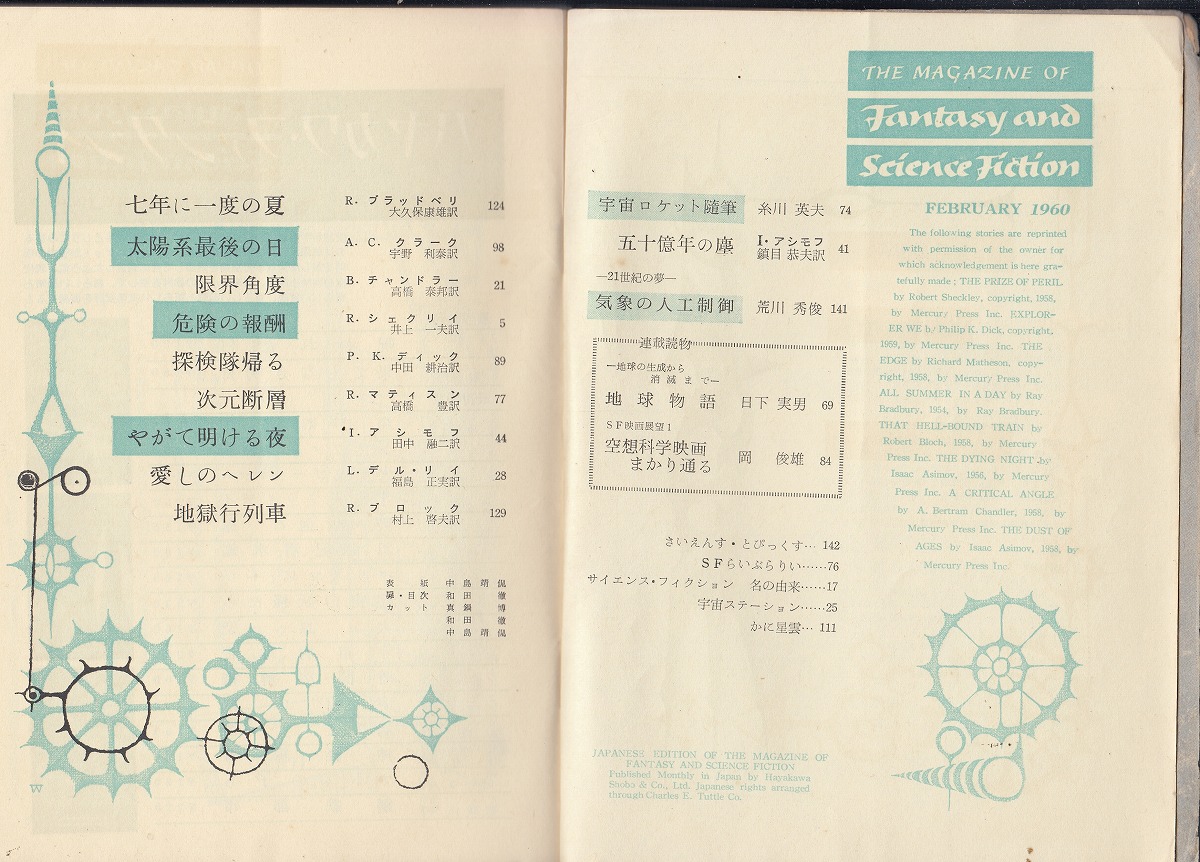 七年に一度の夏 R. ブラッドベリ 大久保康雄訳 124
太陽系最後の日 A. C. クラーク 宇野 利泰訳 98
限界角度 B. チャンドラー 高橋 泰邦訳 21
危険の報酬 R. シェクリイ 井上 一夫訳 5
探検隊帰る P. K. ディック 中田 耕治訳 89
次元断層 R. マティスン 高橋 豊訳 77
やがて明ける夜 I. アシモフ 田中 融二訳 44
愛しのヘレン L. デル・リイ 福島 正実訳 28
地獄行列車 R. ブロック 村上 啓夫訳 129
表紙 中島靖侃
扉・目次 和田 徹
カット 真鍋 博
和田 徹
中島靖侃
W
THE MAGAZINE OF
Fantasy and
Science Fiction
FEBRUARY 1960
The following stories are reprinted
with permission of the owner for
which acknowledgement is here gra-
tefully made ; THE PRIZE OF PERIL
by Robert Sheckley, copyright, 1958,
by Mercury Press Inc. EXPLOR-
ER WE by Philip K. Dick, copyright,
1959, by Mercury Press Inc. THE
EDGE by Richard Matheson, copy-
right, 1958, by Mercury Press Inc.
ALL SUMMER IN A DAY by Ray
Bradbury, 1954, by Ray Bradbury.
THAT HELL-BOUND TRAIN by
Robert Bloch, 1958, by Mercury
Press Inc. THE DYING NIGHT by
Isaac Asimov, 1956, by Mercury
Press Inc. A CRITICAL ANGLE
by A. Bertram Chandler, 1958, by
Mercury Press Inc. THE DUST OF
AGES by Isaac Asimov, 1958, by
Mercury Press Inc.
宇宙ロケット随筆 糸川 英夫 74
五十億年の塵 I・アシモフ 鎮目 恭夫訳 41
—21世紀の夢—
気象の人工制御 荒川 秀俊 141
連載読物
—地球の生成から
消滅まで—
地球物語 日下 実男 69
SF映画展望1
空想科学映画
まかり通る 岡 俊雄 84
さいえんす・とぴっくす… 142
SFらいぶらりい……76
サイエンス・フィクション 名の由来……17
宇宙ステーション……25
かに星雲… 111
JAPANESE EDITION OF THE MAGAZINE OF
FANTASY AND SCIENCE FICTION
Published Monthly in Japan by Hayakawa
Shobo & Co., Ltd. Japanese rights arranged
through Charles E. Tuttle Co.